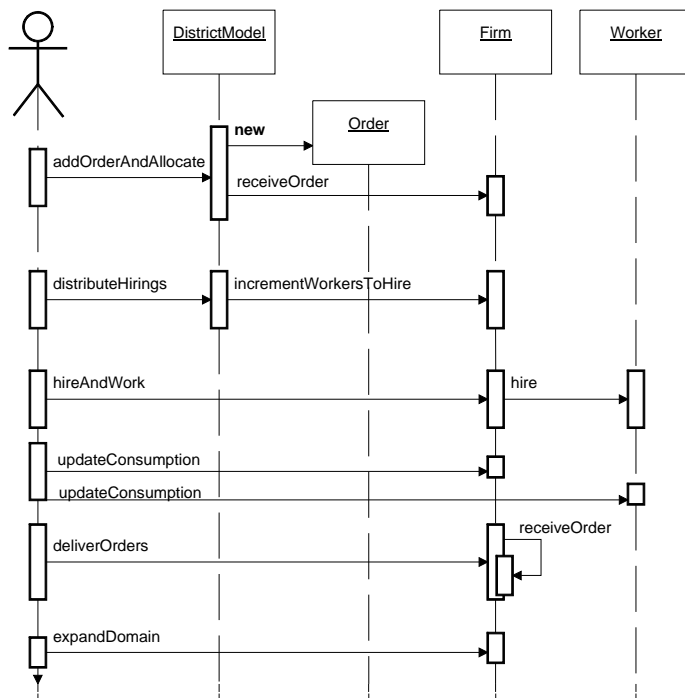 DistrictModel
Firm
Worker
new
Order
addOrderAndAllocate
receiveOrder
distributeHirings
incrementWorkersToHire
hireAndWork
hire
updateConsumption
updateConsumption
receiveOrder
deliverOrders
expandDomain